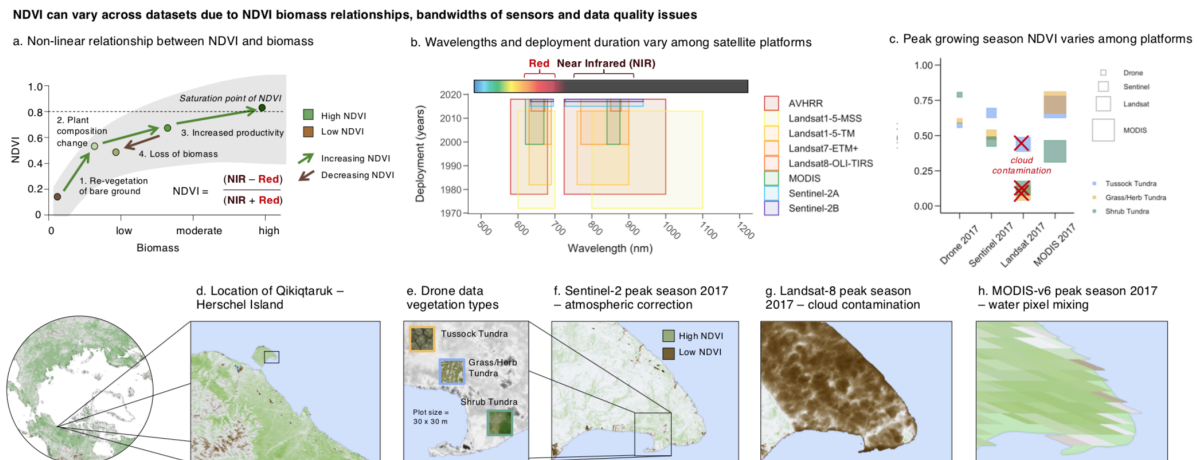 NDVI can vary across datasets due to NDVI biomass relationships, bandwidths of sensors and data quality issues
a. Non-linear relationship between NDVI and biomass
NDVI
1.0
0.8
0.6
0.4
0.2
0
Saturation point of NDVI
2. Plant
composition
change
3. Increased productivity
4. Loss of biomass
1. Re-vegetation
of bare ground
NDVI =
(NIR – Red)
(NIR + Red)
0
low
moderate
high
Biomass
High NDVI
Low NDVI
Increasing NDVI
Decreasing NDVI
b. Wavelengths and deployment duration vary among satellite platforms
Red
Near Infrared (NIR)
Deployment (years)
2020
2010
2000
1990
1980
1970
500
600
700
800
900
1000
1100
1200
Wavelength (nm)
AVHRR
Landsat1-5-MSS
Landsat1-5-TM
Landsat7-ETM+
Landsat8-OLI-TIRS
MODIS
Sentinel-2A
Sentinel-2B
c. Peak growing season NDVI varies among platforms
1.00
0.75
0.50
0.25
0.00
cloud
contamination
Drone 2017
Sentinel 2017
Landsat 2017
MODIS 2017
Drone
Sentinel
Landsat
MODIS
Tussock Tundra
Grass/Herb Tundra
Shrub Tundra
d. Location of Qikiqtaruk –
Herschel Island
e. Drone data
vegetation types
Tussock Tundra
Grass/Herb
Tundra
Shrub Tundra
Plot size =
30 x 30 m
f. Sentinel-2 peak season 2017
– atmospheric correction
High NDVI
Low NDVI
g. Landsat-8 peak season
2017 – cloud contamination
h. MODIS-v6 peak season 2017
– water pixel mixing